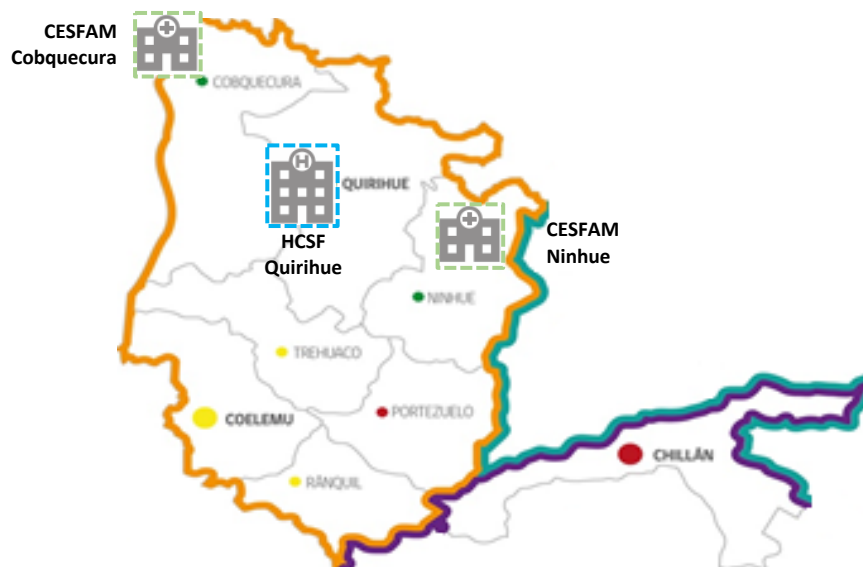 CESFAM
Cobquecura
COBQUECURA
H
QUIRIHUE
HCSF
Quirihue
CESFAM
Ninhue
NINHUE
TREHUACO
COELEMU
PORTEZUELO
RÁNQUIL
CHILLÁN